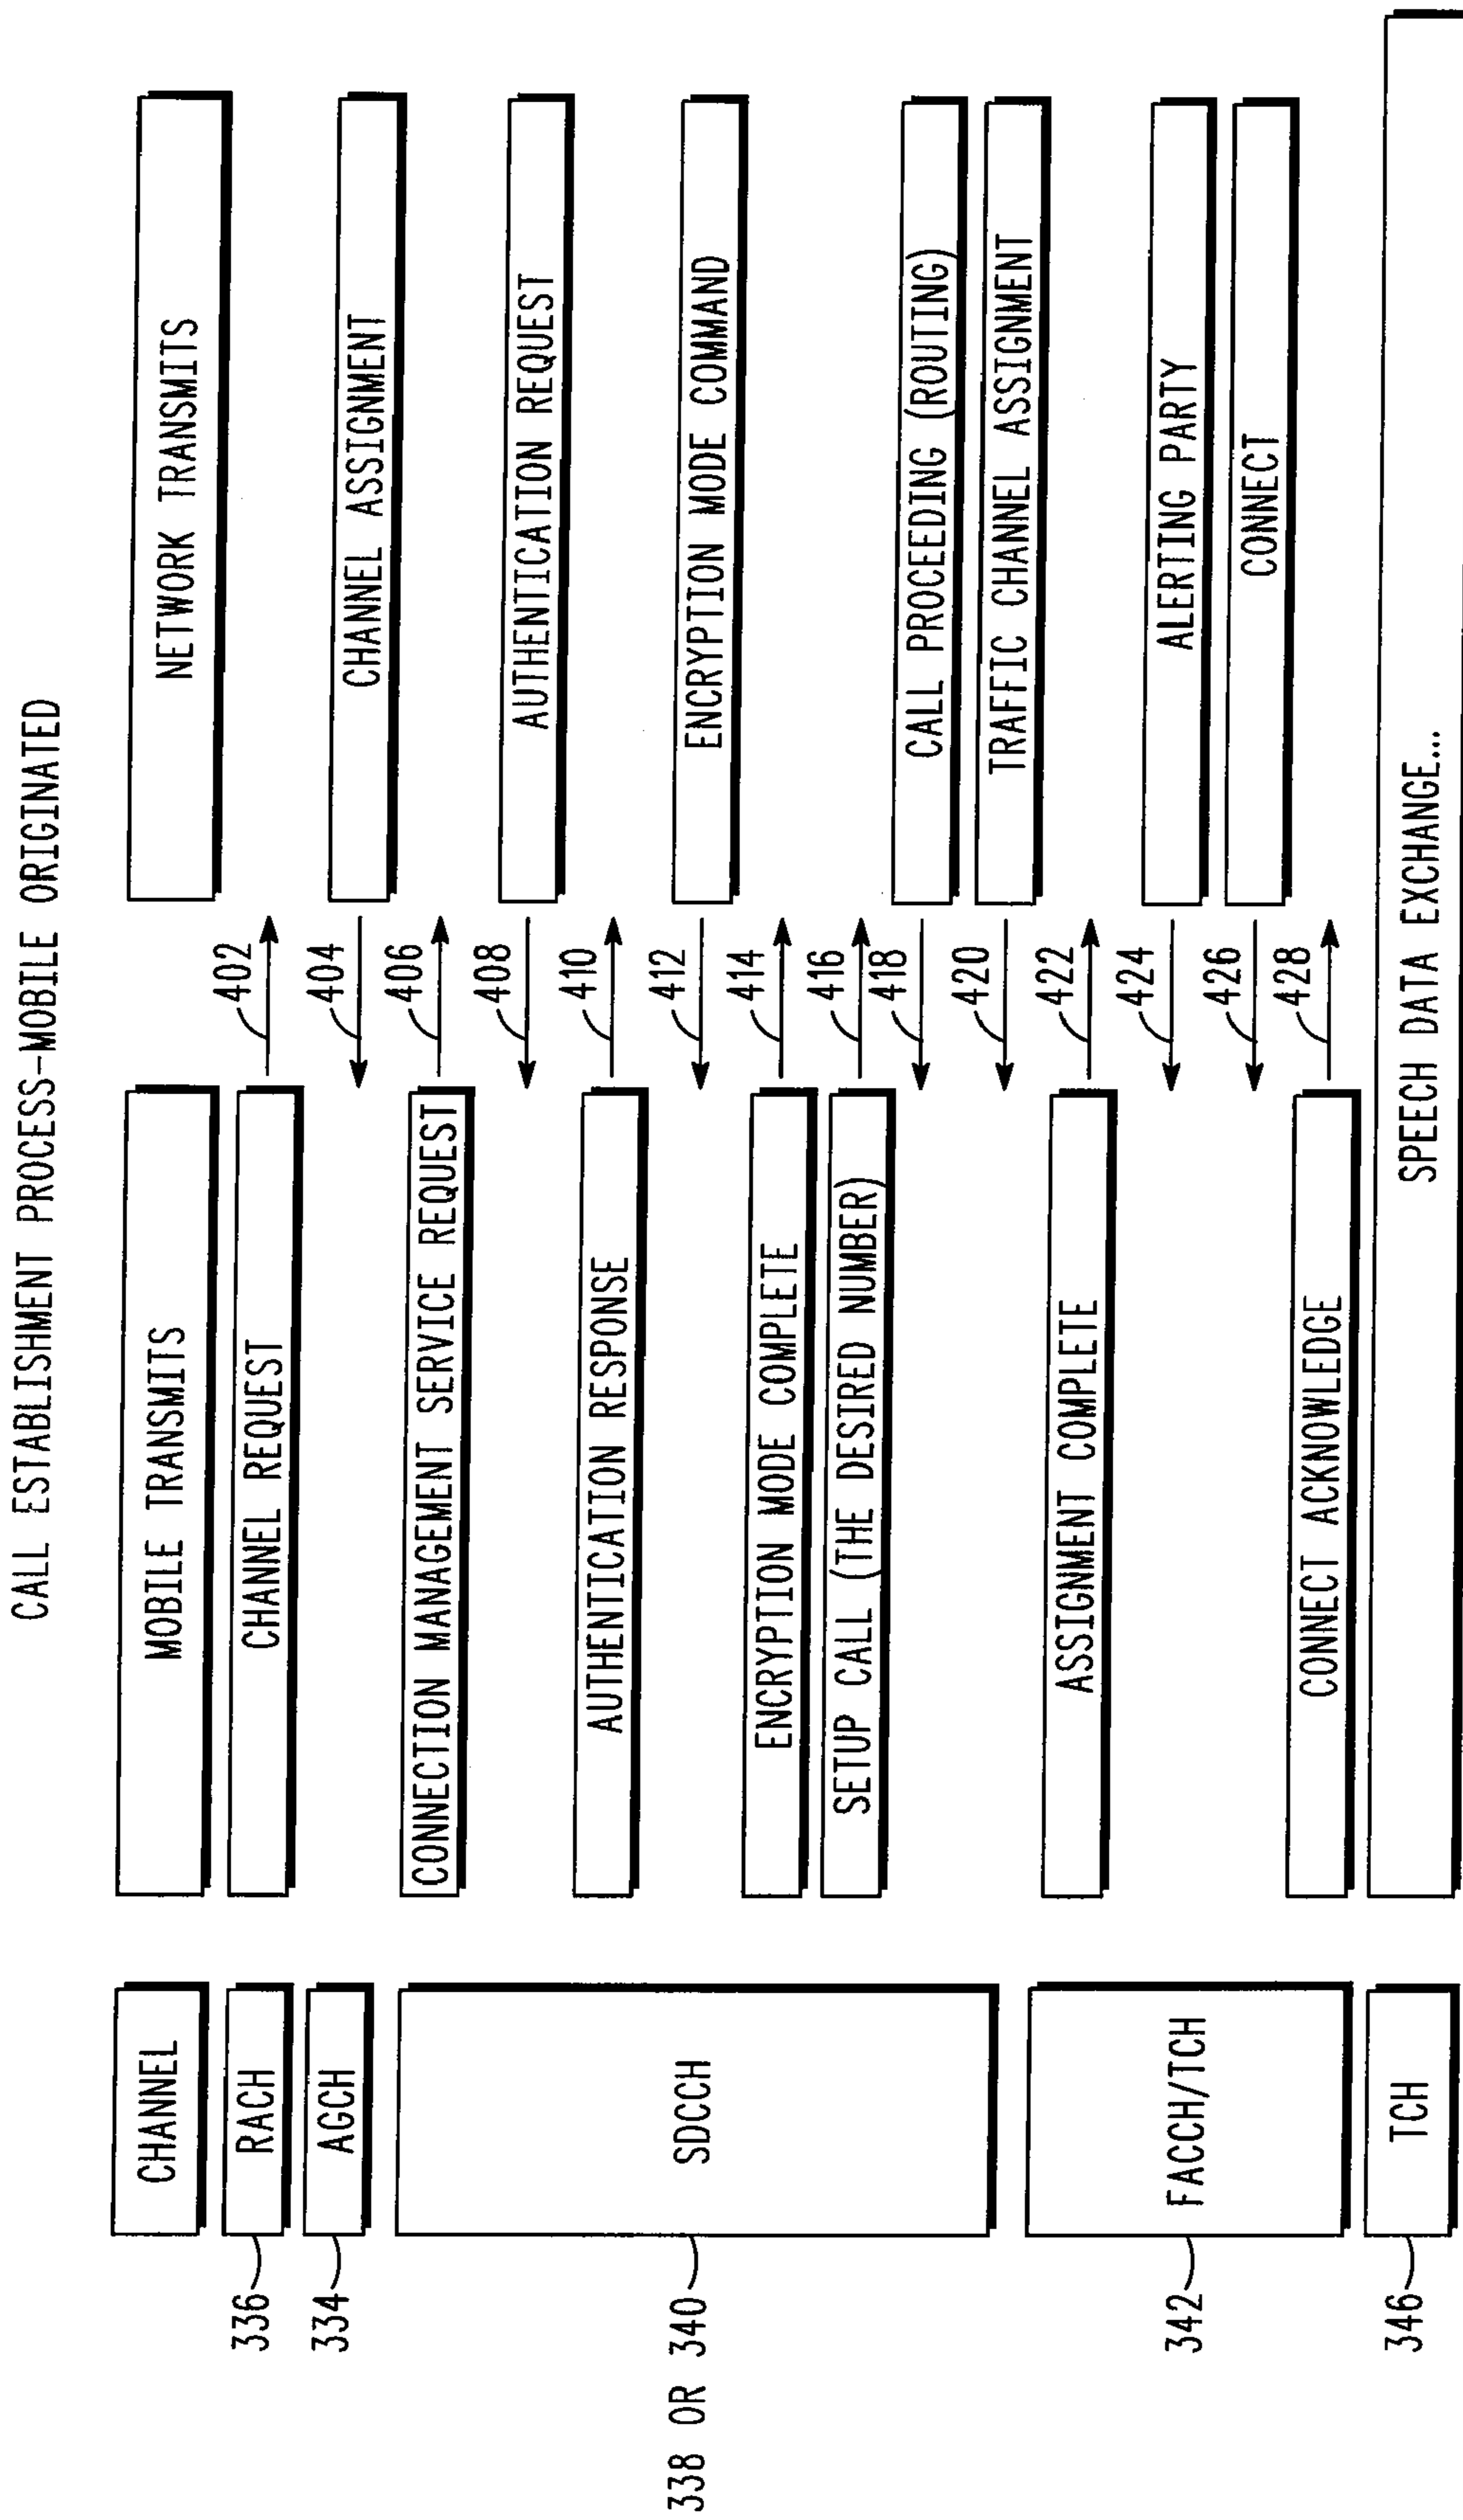 CALL ESTABLISHMENT PROCESS-MOBILE ORIGINATED
CHANNEL
MOBILE TRANSMITS
NETWORK TRANSMITS
336
RACH
CHANNEL REQUEST
402
334
AGCH
404
CHANNEL ASSIGNMENT
338 OR 340
SDCCH
CONNECTION MANAGEMENT SERVICE REQUEST
406
408
AUTHENTICATION REQUEST
AUTHENTICATION RESPONSE
410
412
ENCRYPTION MODE COMMAND
ENCRYPTION MODE COMPLETE
414
SETUP CALL (THE DESIRED NUMBER)
416
418
CALL PROCEEDING (ROUTING)
420
TRAFFIC CHANNEL ASSIGNMENT
342
FACCH/TCH
ASSIGNMENT COMPLETE
422
424
ALERTING PARTY
426
CONNECT
CONNECT ACKNOWLEDGE
428
346
TCH
SPEECH DATA EXCHANGE...